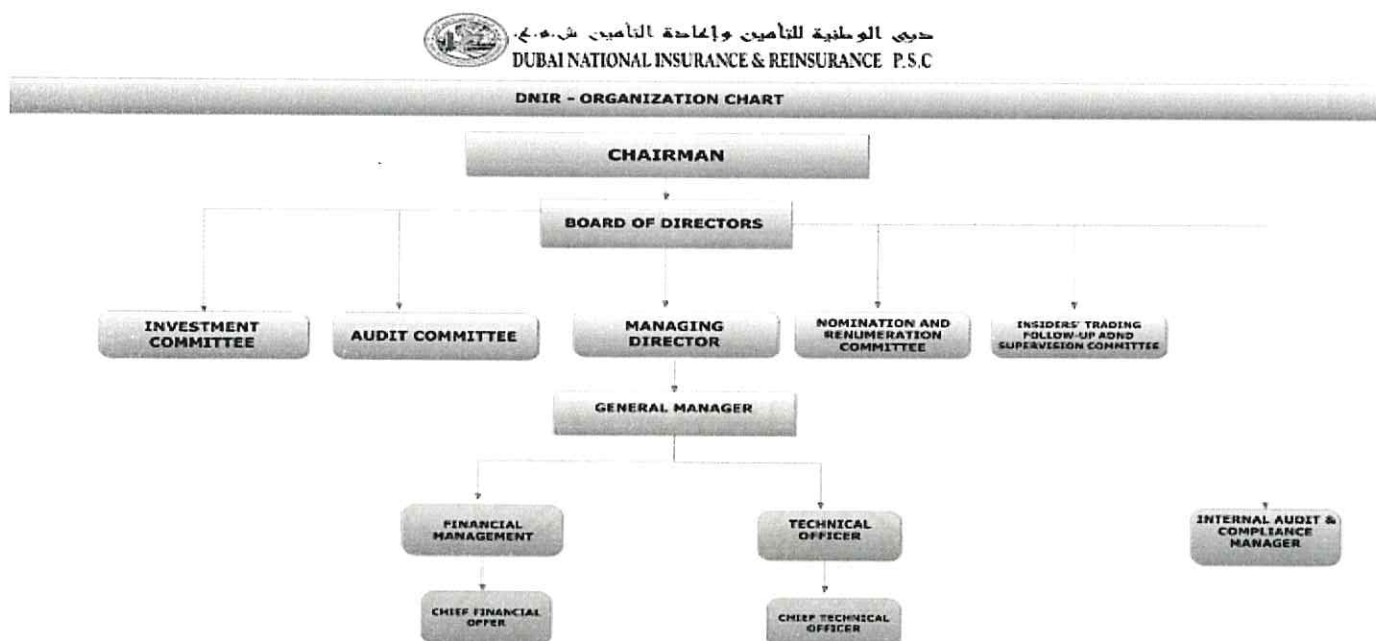 دبي الوطنية للتأمين وإعادة التأمين ش.م.ع.
DUBAI NATIONAL INSURANCE & REINSURANCE P.S.C
DNIR - ORGANIZATION CHART
CHAIRMAN
BOARD OF DIRECTORS
INVESTMENT
COMMITTEE
AUDIT COMMITTEE
MANAGING
DIRECTOR
NOMINATION AND
RENUMERATION
COMMITTEE
INSIDERS' TRADING
FOLLOW-UP ADND
SUPERVISION COMMITTEE
GENERAL MANAGER
FINANCIAL
MANAGEMENT
TECHNICAL
OFFICER
INTERNAL AUDIT &
COMPLIANCE
MANAGER
CHIEF FINANCIAL
OFFER
CHIEF TECHNICAL
OFFICER